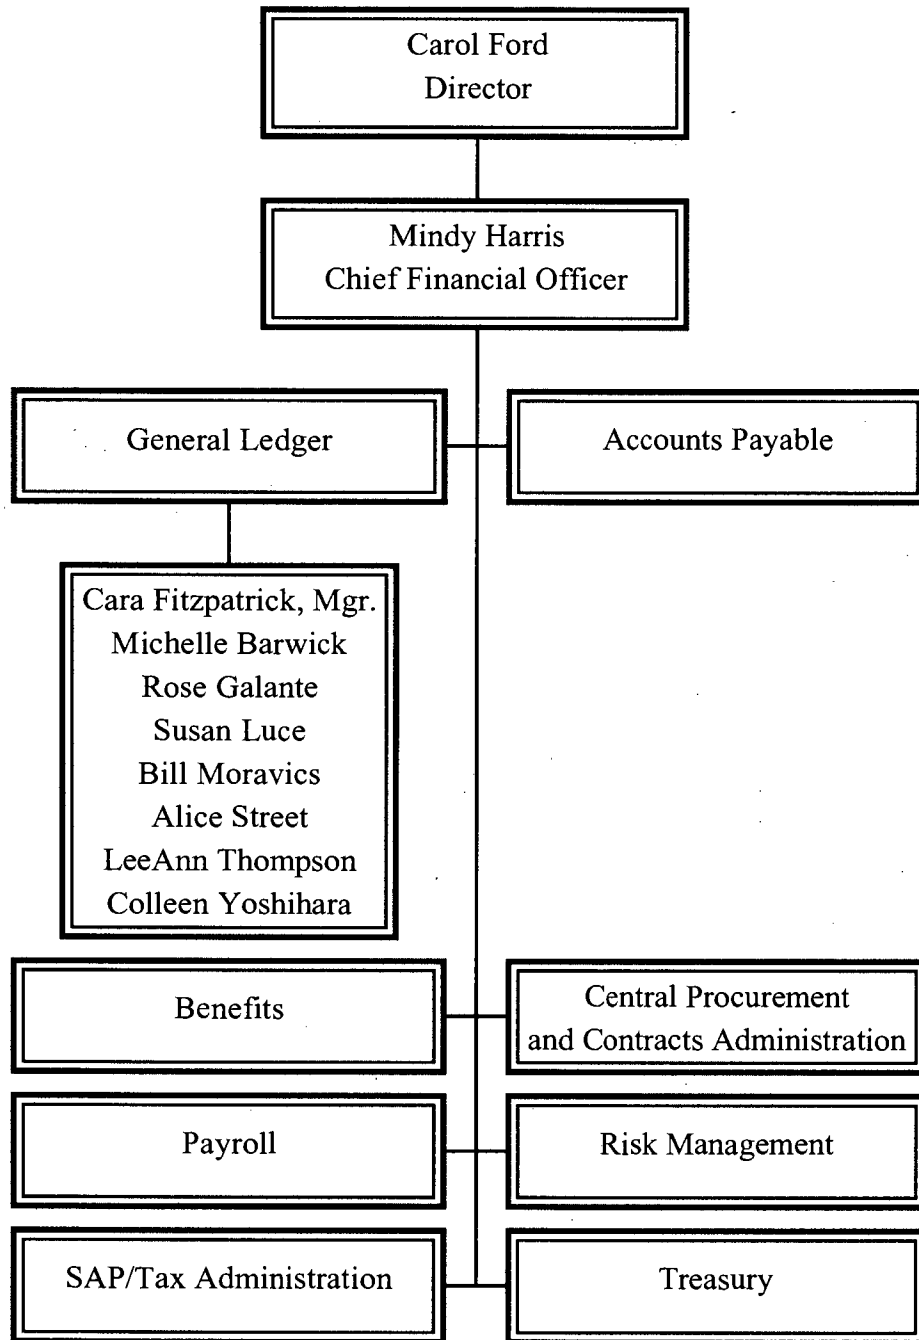 Carol Ford
Director
Mindy Harris
Chief Financial Officer
General Ledger
Accounts Payable
Cara Fitzpatrick, Mgr.
Michelle Barwick
Rose Galante
Susan Luce
Bill Moravics
Alice Street
LeeAnn Thompson
Colleen Yoshihara
Benefits
Central Procurement
and Contracts Administration
Payroll
Risk Management
SAP/Tax Administration
Treasury